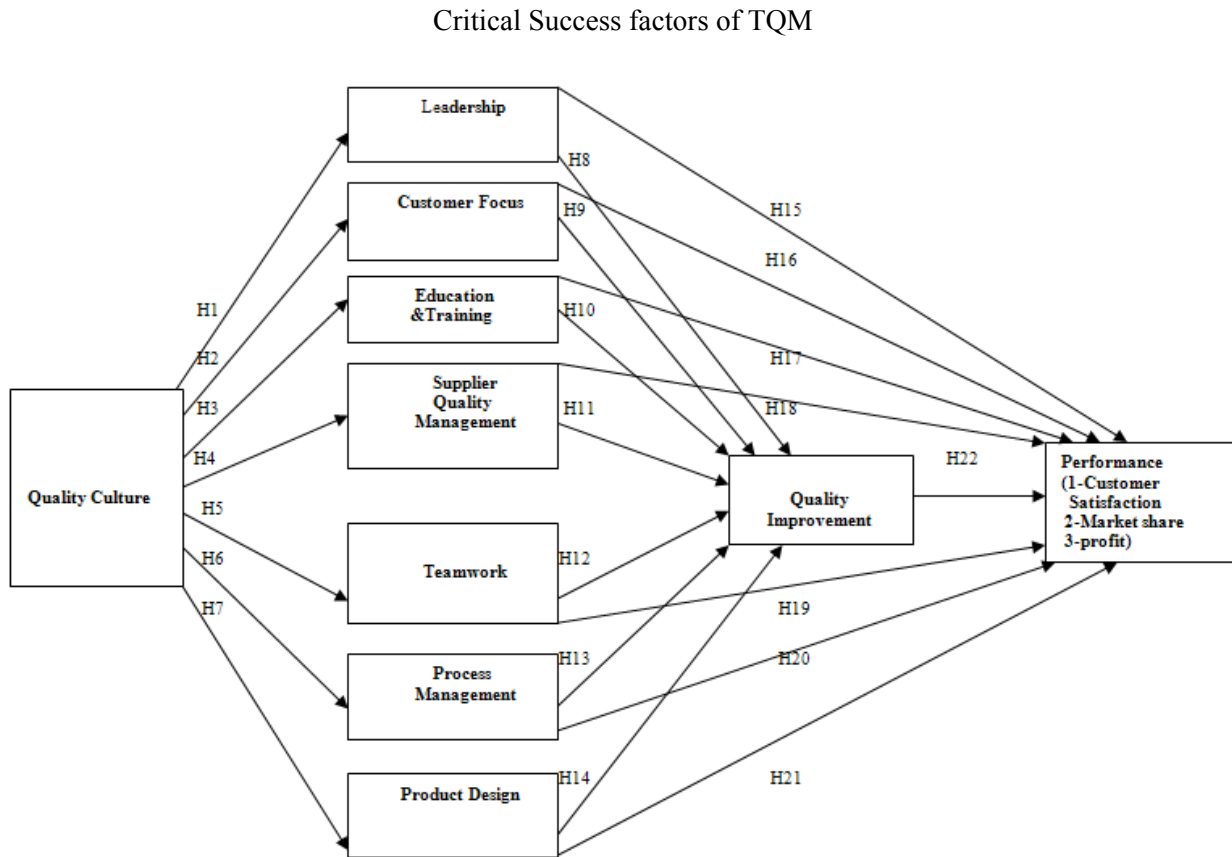 Critical Success factors of TQM
Leadership
H8
Customer Focus
H9
H15
H16
Education
&Training
H1
H10
H2
H17
Supplier
Quality
Management
H3
H11
H18
H4
H22
Performance
(1-Customer
Satisfaction
2-Market share
3-profit)
Quality Culture
Quality
Improvement
H5
H6
H12
Teamwork
H7
H19
H13
H20
Process
Management
H14
H21
Product Design